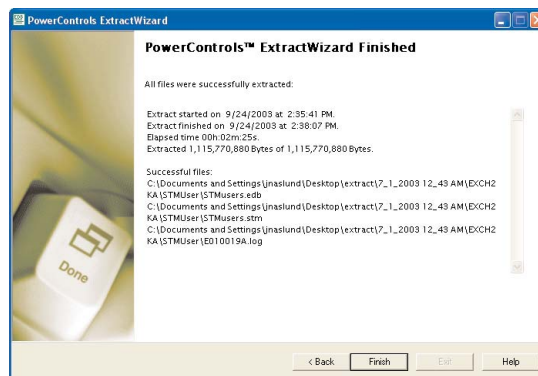 PowerControls ExtractWizard
PowerControls™ ExtractWizard Finished
All files were successfully extracted:
Extract started on 9/24/2003 at 2:35:41 PM.
Extract finished on 9/24/2003 at 2:38:07 PM.
Elapsed time 00h:02m:25s.
Extracted 1,115,770,880 Bytes of 1,115,770,880 Bytes.
Successful files:
C:\Documents and Settings\jnaslund\Desktop\extract\7_1_2003 12_43 AM\EXCH2
KA\STMUser\STMusers.edb
C:\Documents and Settings\jnaslund\Desktop\extract\7_1_2003 12_43 AM\EXCH2
KA\STMUser\STMusers.stm
C:\Documents and Settings\jnaslund\Desktop\extract\7_1_2003 12_43 AM\EXCH2
KA\STMUser\E010019A.log
Done
< Back Finish Exit Help